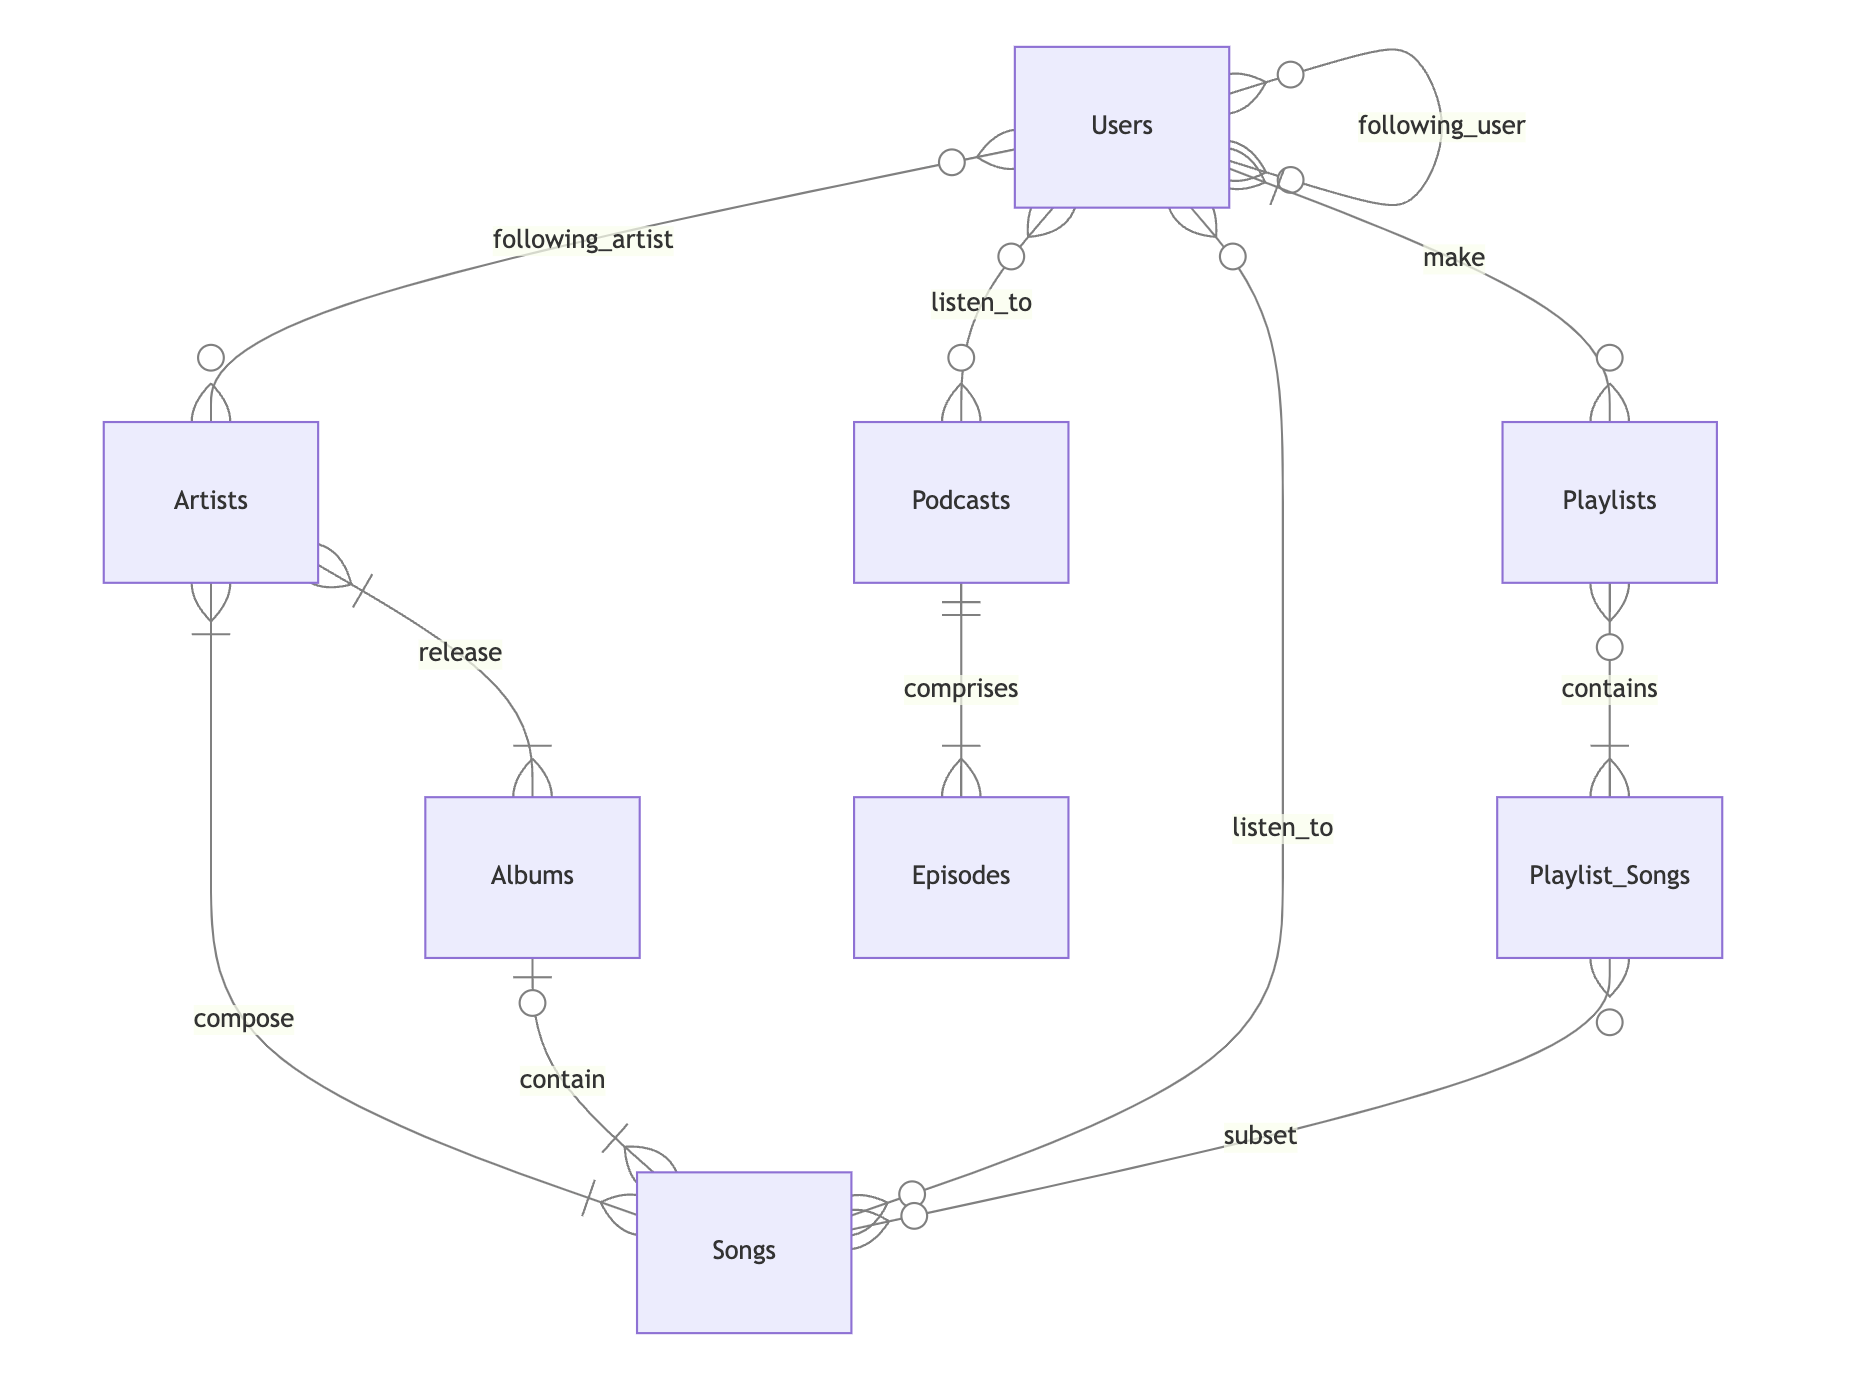 Users
following_user
following_artist
make
listen_to
Artists
Podcasts
Playlists
release
comprises
contains
listen_to
Albums
Episodes
Playlist_Songs
compose
contain
subset
Songs